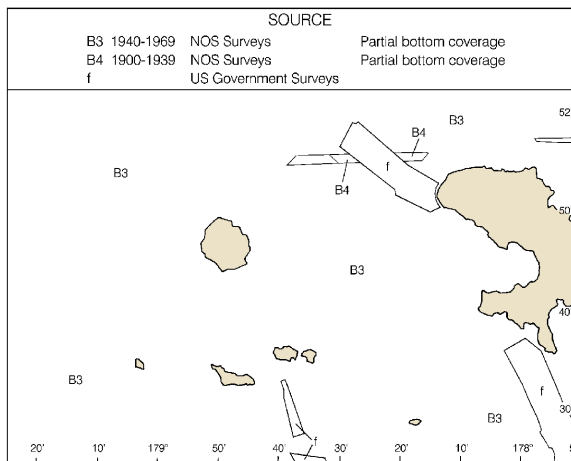 SOURCE
B3 1940-1969 NOS Surveys Partial bottom coverage
B4 1900-1939 NOS Surveys Partial bottom coverage
f US Government Surveys
52
B3
B4
B3
f
B4
50
B3
40
B3
f
B3
30
f
20' 10' 179° 50' 40' 30' 20' 10' 178°